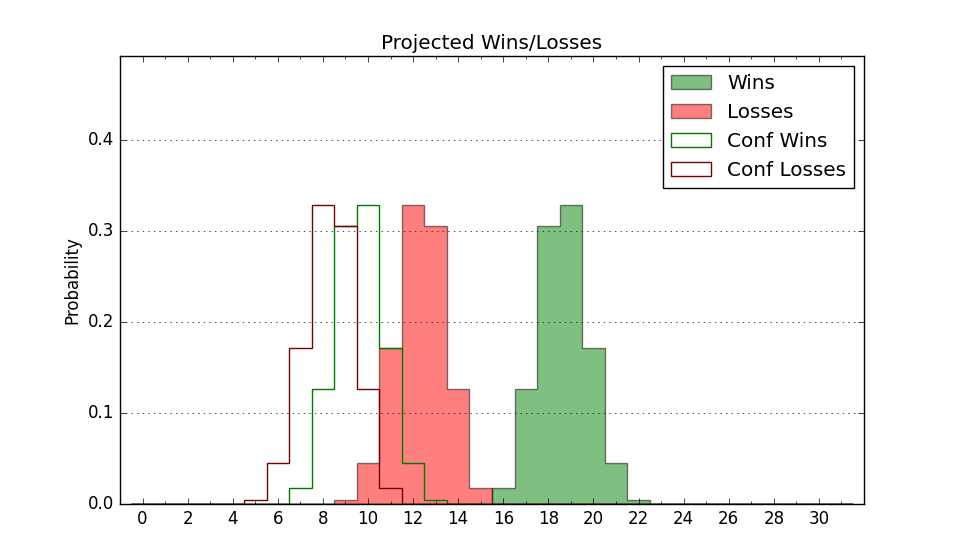 Projected Wins/Losses
Wins
Losses
Conf Wins
Conf Losses
Probability
0.4
0.3
0.2
0.1
0.0
0 2 4 6 8 10 12 14 16 18 20 22 24 26 28 30